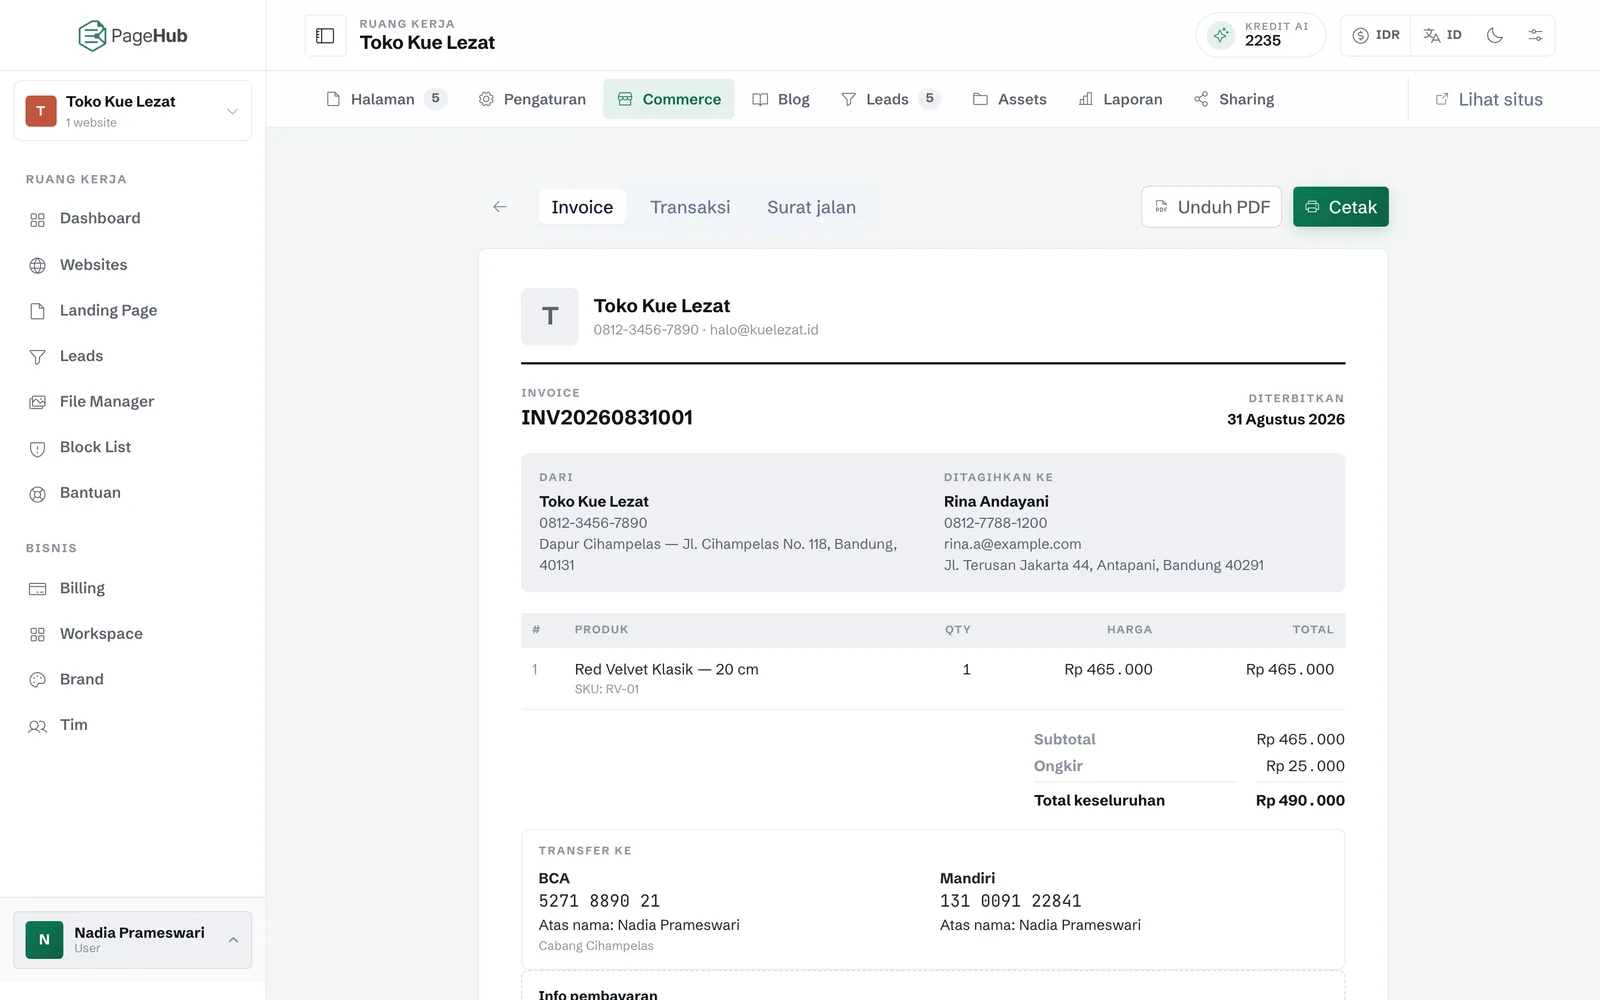 PageHub
RUANG KERJA
Toko Kue Lezat
KREDIT AI
2235
IDR
ID
T
Toko Kue Lezat
1 website
Halaman 5
Pengaturan
Commerce
Blog
Leads 5
Assets
Laporan
Sharing
Lihat situs
RUANG KERJA
Dashboard
Websites
Landing Page
Leads
File Manager
Block List
Bantuan
BISNIS
Billing
Workspace
Brand
Tim
N
Nadia Prameswari
User
Invoice
Transaksi
Surat jalan
PDF
Unduh PDF
Cetak
T
Toko Kue Lezat
0812-3456-7890 · halo@kuelezat.id
INVOICE
INV20260831001
DITERBITKAN
31 Agustus 2026
DARI
Toko Kue Lezat
0812-3456-7890
Dapur Cihampelas — Jl. Cihampelas No. 118, Bandung,
40131
DITAGIHKAN KE
Rina Andayani
0812-7788-1200
rina.a@example.com
Jl. Terusan Jakarta 44, Antapani, Bandung 40291
# PRODUK QTY HARGA TOTAL
1 Red Velvet Klasik — 20 cm 1 Rp 465.000 Rp 465.000
SKU: RV-01
Subtotal Rp 465.000
Ongkir Rp 25.000
Total keseluruhan Rp 490.000
TRANSFER KE
BCA
5271 8890 21
Atas nama: Nadia Prameswari
Cabang Cihampelas
Mandiri
131 0091 22841
Atas nama: Nadia Prameswari
Info pembayaran